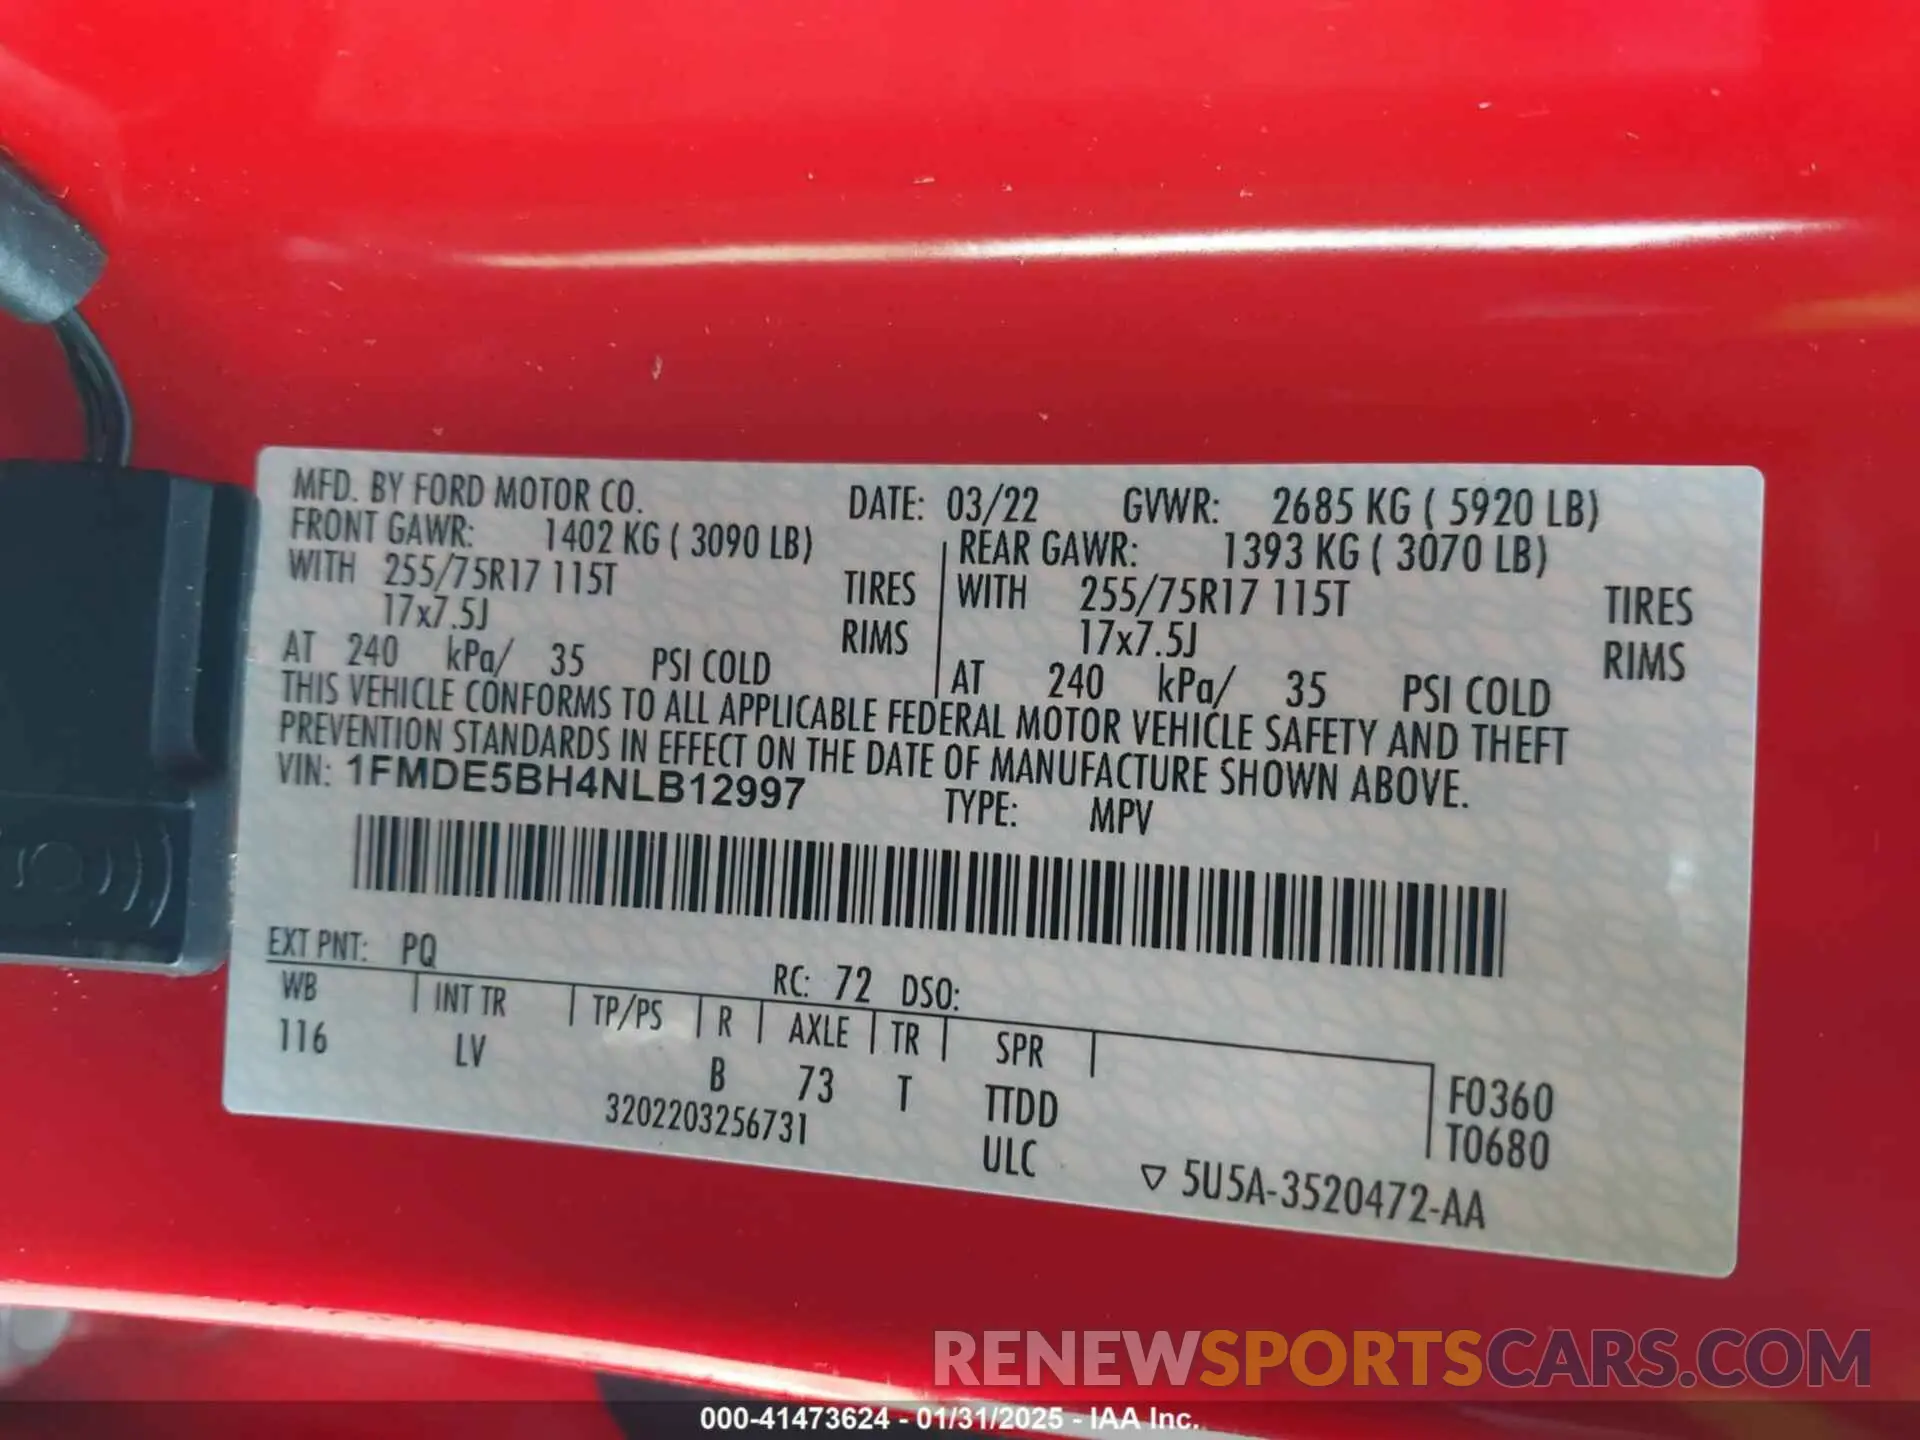 MFD. BY FORD MOTOR CO. DATE: 03/22 GVWR: 2685 KG ( 5920 LB)
FRONT GAWR: 1402 KG ( 3090 LB) REAR GAWR: 1393 KG ( 3070 LB)
WITH 255/75R17 115T TIRES WITH 255/75R17 115T TIRES
17x7.5J RIMS 17x7.5J RIMS
AT 240 kPa/ 35 PSI COLD AT 240 kPa/ 35 PSI COLD
THIS VEHICLE CONFORMS TO ALL APPLICABLE FEDERAL MOTOR VEHICLE SAFETY AND THEFT
PREVENTION STANDARDS IN EFFECT ON THE DATE OF MANUFACTURE SHOWN ABOVE.
VIN: 1FMDE5BH4NLB12997 TYPE: MPV
EXT PNT: PQ RC: 72 DSO:
WB INT TR TP/PS R AXLE TR SPR
116 LV B 73 T TTDD F0360
3202203256731 ULC T0680
5U5A-3520472-AA
RENEWSPORTSCARS.COM
000-41473624 - 01/31/2025 - IAA Inc.